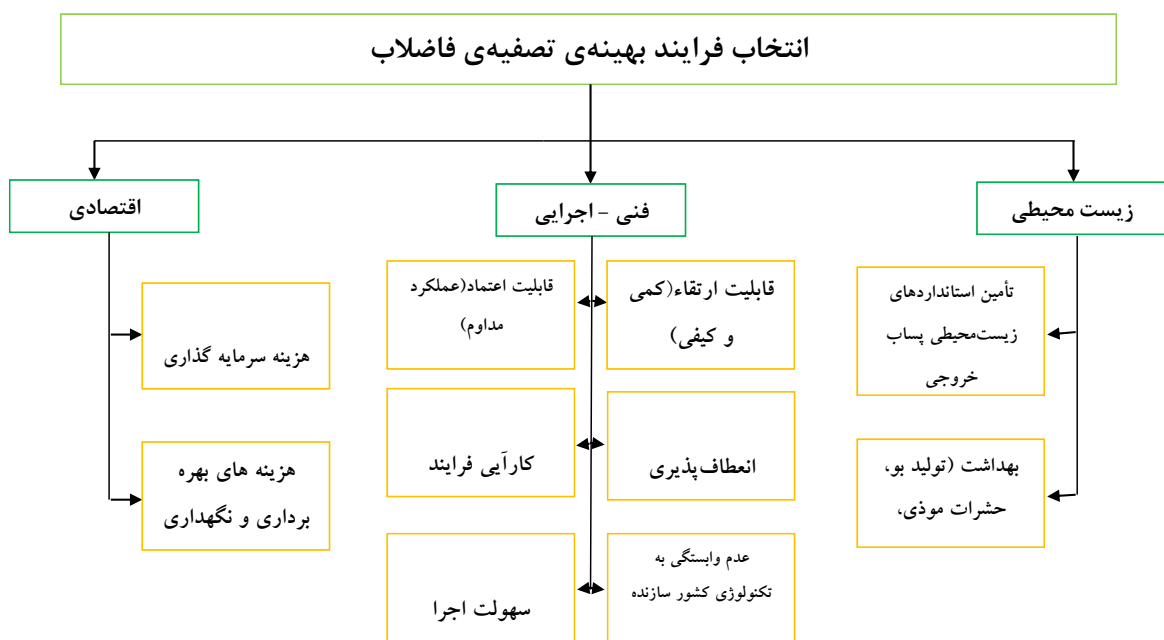 انتخاب فرایند بهینه‌ی تصفیه‌ی فاضلاب
زیست محیطی
فنی - اجرایی
اقتصادی
تأمین استانداردهای
زیست‌محیطی پساب
خروجی
بهداشت (تولید بو،
حشرات موذی،
قابلیت ارتقاء(کمی
و کیفی)
قابلیت اعتماد(عملکرد
مداوم)
انعطاف‌پذیری
کارآیی فرایند
عدم وابستگی به
تکنولوژی کشور سازنده
سهولت اجرا
هزینه سرمایه گذاری
هزینه های بهره
برداری و نگهداری